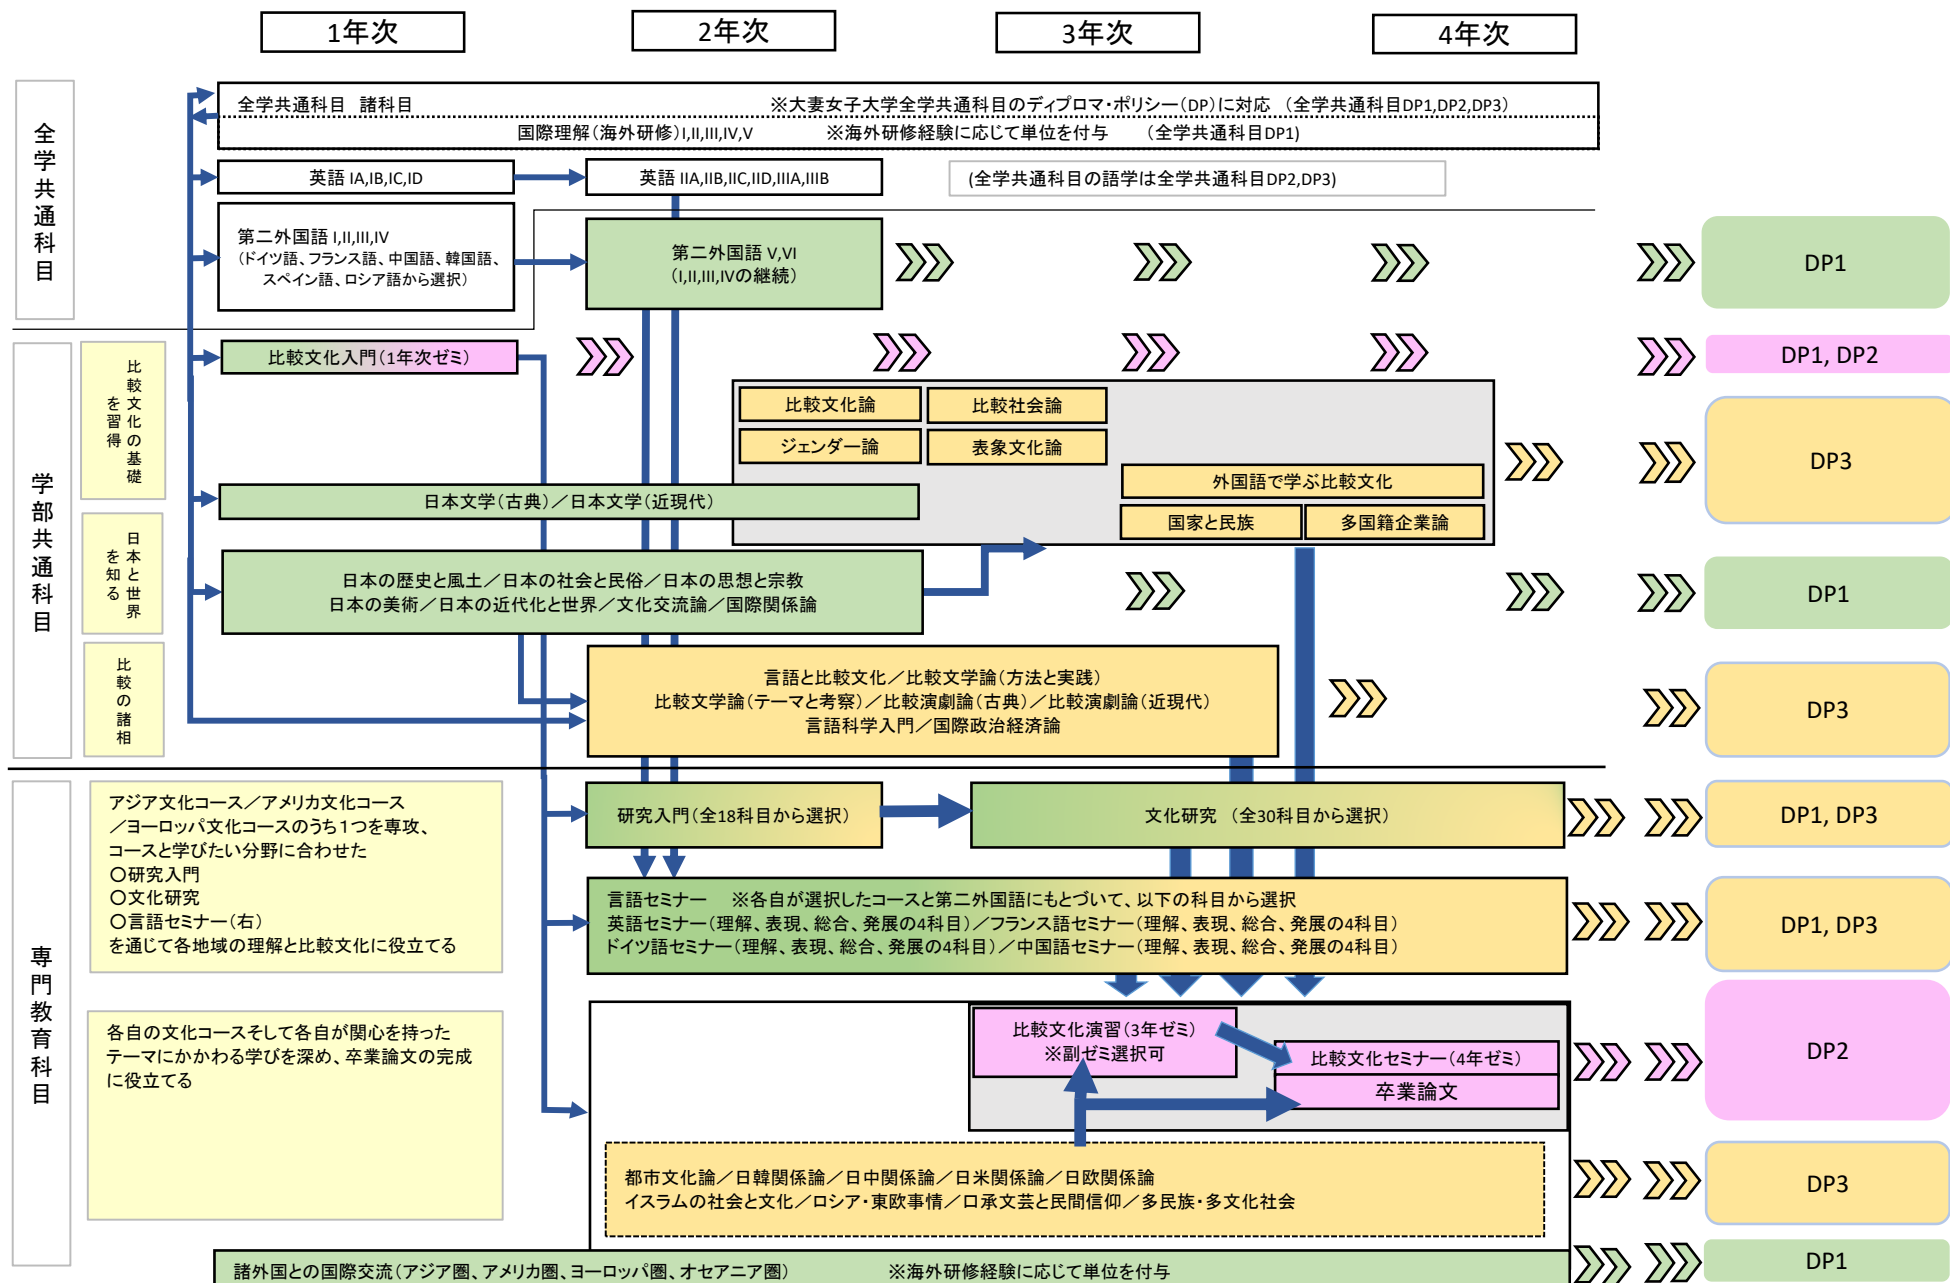 1年次
2年次
3年次
4年次
全学共通科目
全学共通科目 諸科目 ※大妻女子大学全学共通科目のディプロマ・ポリシー(DP)に対応 (全学共通科目DP1,DP2,DP3)
国際理解(海外研修)I,II,III,IV,V ※海外研修経験に応じて単位を付与 (全学共通科目DP1)
英語 IA,IB,IC,ID
英語 IIA,IIB,IIC,IID,IIIA,IIIB
(全学共通科目の語学は全学共通科目DP2,DP3)
第二外国語 I,II,III,IV
(ドイツ語、フランス語、中国語、韓国語、
スペイン語、ロシア語から選択)
第二外国語 V,VI
(I,II,III,IVの継続)
DP1
学部共通科目
比較文化の基礎
を習得
比較文化入門(1年次ゼミ)
DP1, DP2
比較文化論
比較社会論
ジェンダー論
表象文化論
外国語で学ぶ比較文化
国家と民族
多国籍企業論
DP3
日本文学(古典)／日本文学(近現代)
日本と世界
を知る
日本の歴史と風土／日本の社会と民俗／日本の思想と宗教
日本の美術／日本の近代化と世界／文化交流論／国際関係論
DP1
比較の諸相
言語と比較文化／比較文学論(方法と実践)
比較文学論(テーマと考察)／比較演劇論(古典)／比較演劇論(近現代)
言語科学入門／国際政治経済論
DP3
専門教育科目
アジア文化コース／アメリカ文化コース
／ヨーロッパ文化コースのうち1つを専攻、
コースと学びたい分野に合わせた
〇研究入門
〇文化研究
〇言語セミナー(右)
を通じて各地域の理解と比較文化に役立てる
研究入門(全18科目から選択)
文化研究 (全30科目から選択)
DP1, DP3
言語セミナー ※各自が選択したコースと第二外国語にもとづいて、以下の科目から選択
英語セミナー(理解、表現、総合、発展の4科目)／フランス語セミナー(理解、表現、総合、発展の4科目)
ドイツ語セミナー(理解、表現、総合、発展の4科目)／中国語セミナー(理解、表現、総合、発展の4科目)
DP1, DP3
各自の文化コースそして各自が関心を持った
テーマにかかわる学びを深め、卒業論文の完成
に役立てる
比較文化演習(3年ゼミ)
※副ゼミ選択可
比較文化セミナー(4年ゼミ)
卒業論文
DP2
都市文化論／日韓関係論／日中関係論／日米関係論／日欧関係論
イスラムの社会と文化／ロシア・東欧事情／口承文芸と民間信仰／多民族・多文化社会
DP3
諸外国との国際交流(アジア圏、アメリカ圏、ヨーロッパ圏、オセアニア圏) ※海外研修経験に応じて単位を付与
DP1